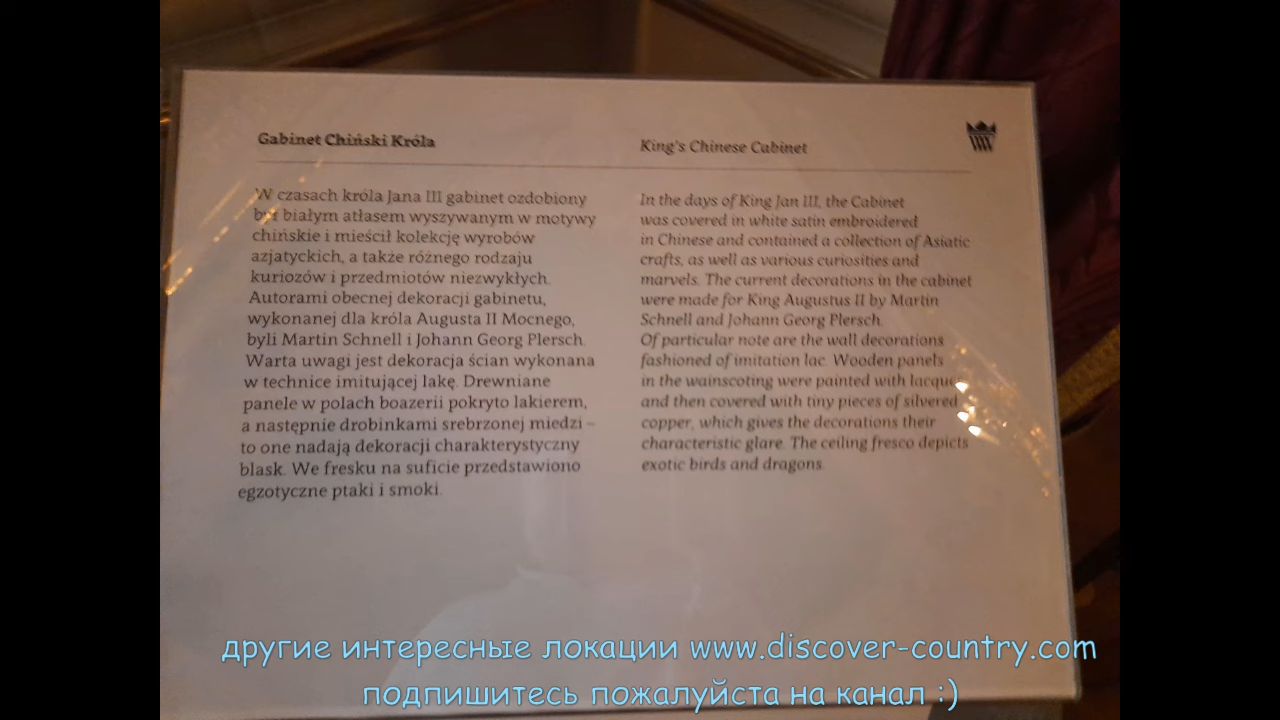 Gabinet Chiński Króla
W czasach króla Jana III gabinet ozdobiony
był białym atłasem wyszywanym w motywy
chińskie i mieścił kolekcję wyrobów
azjatyckich, a także różnego rodzaju
kuriozów i przedmiotów niezwykłych.
Autorami obecnej dekoracji gabinetu,
wykonanej dla króla Augusta II Mocnego,
byli Martin Schnell i Johann Georg Plersch.
Warta uwagi jest dekoracja ścian wykonana
w technice imitującej lakę. Drewniane
panele w polach boazerii pokryto lakierem,
a następnie drobinkami srebrzonej miedzi –
to one nadają dekoracji charakterystyczny
blask. We fresku na suficie przedstawiono
egzotyczne ptaki i smoki.
King's Chinese Cabinet
In the days of King Jan III, the Cabinet
was covered in white satin embroidered
in Chinese and contained a collection of Asiatic
crafts, as well as various curiosities and
marvels. The current decorations in the cabinet
were made for King Augustus II by Martin
Schnell and Johann Georg Plersch.
Of particular note are the wall decorations
fashioned of imitation lac. Wooden panels
in the wainscoting were painted with lacquer
and then covered with tiny pieces of silvered
copper, which gives the decorations their
characteristic glare. The ceiling fresco depicts
exotic birds and dragons.
другие интересные локации www.discover-country.com
подпишитесь пожалуйста на канал :)